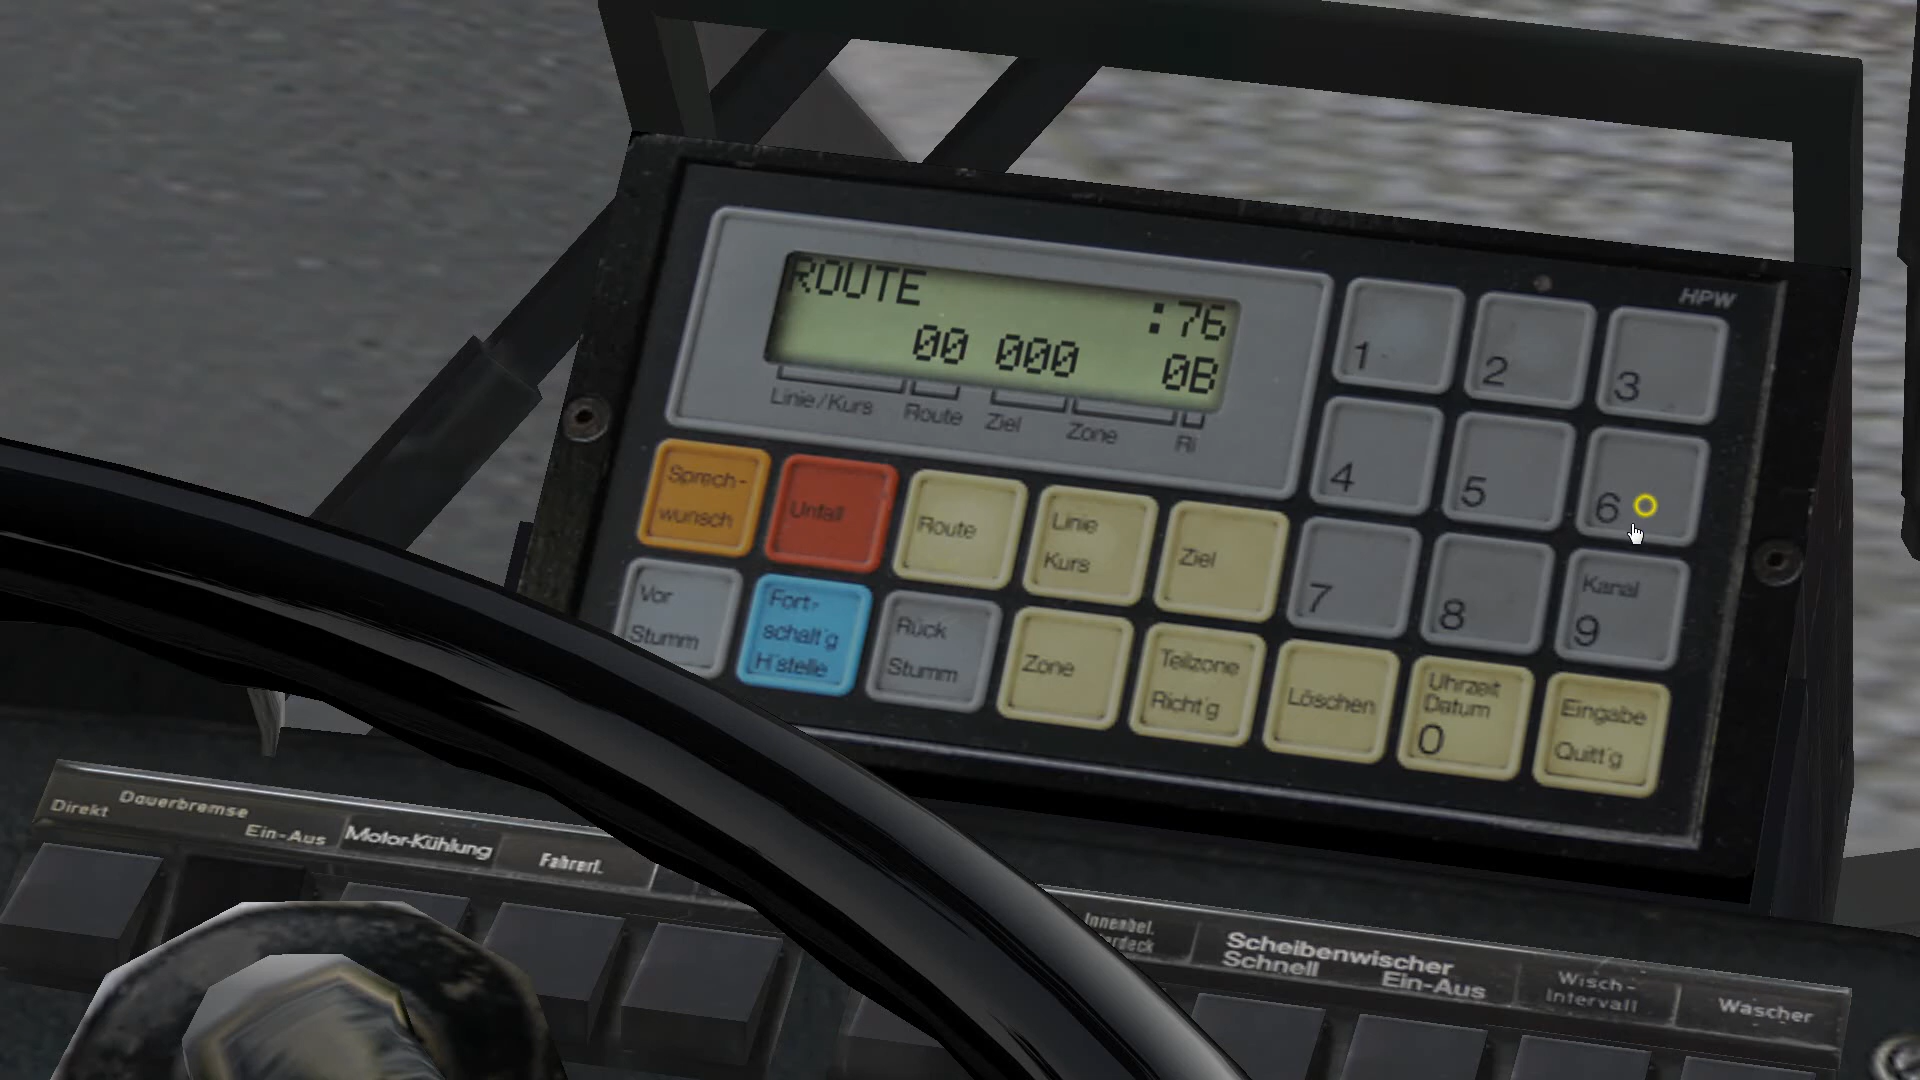 HPW
ROUTE :76
00 000 0B
Linie/Kurs Route Ziel Zone Ri
1
2
3
4
5
6
7
8
Kanal
9
Sprech-
wunsch
Unfall
Route
Linie
Kurs
Ziel
Vor
Stumm
Fort-
schalt'g
H'stelle
Rück
Stumm
Zone
Teilzone
Richt'g
Löschen
Uhrzeit
Datum
0
Eingabe
Quitt'g
Direkt
Dauerbremse
Ein-Aus
Motor-Kühlung
Fahrerl.
Innenbel.
Scheibenwischer
Schnell Ein-Aus
Wisch-
Intervall
Wascher